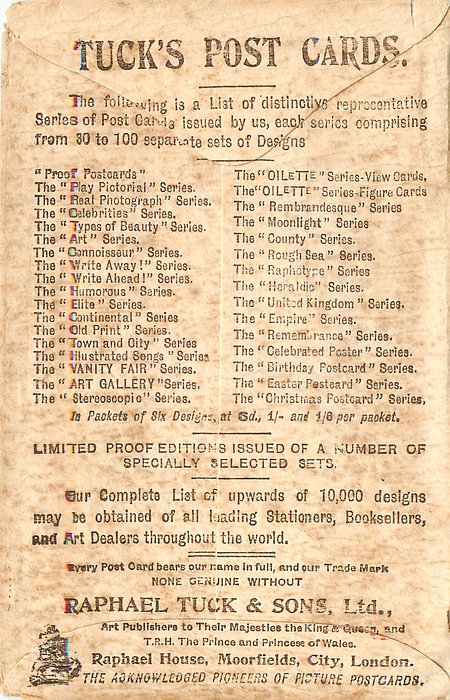 TUCK'S POST CARDS.
The following is a List of distinctive representative
Series of Post Cards issued by us, each series comprising
from 30 to 100 separate sets of Designs
"Proof Postcards"
The "Play Pictorial" Series.
The "Real Photograph" Series.
The "Celebrities" Series.
The "Types of Beauty" Series.
The "Art" Series.
The "Connoisseur" Series.
The "Write Away!" Series.
The "Write Ahead!" Series.
The "Humorous" Series.
The "Elite" Series.
The "Continental" Series
The "Old Print" Series.
The "Town and City" Series
The "Illustrated Songs" Series
The "VANITY FAIR" Series.
The "ART GALLERY" Series.
The "Stereoscopic" Series.
The "OILETTE" Series-View Cards.
The "OILETTE" Series-Figure Cards
The "Rembrandesque" Series
The "Moonlight" Series
The "County" Series.
The "Rough Sea" Series.
The "Raphotype" Series
The "Heraldic" Series.
The "United Kingdom" Series.
The "Empire" Series.
The "Remembrance" Series.
The "Celebrated Poster" Series.
The "Birthday Postcard" Series.
The "Easter Postcard" Series.
The "Christmas Postcard" Series,
In Packets of Six Designs, at 6d., 1/- and 1/6 per packet.
LIMITED PROOF EDITIONS ISSUED OF A NUMBER OF
SPECIALLY SELECTED SETS.
Our Complete List of upwards of 10,000 designs
may be obtained of all leading Stationers, Booksellers,
and Art Dealers throughout the world.
Every Post Card bears our name in full, and our Trade Mark
NONE GENUINE WITHOUT
RAPHAEL TUCK & SONS, Ltd.,
Art Publishers to Their Majesties the King & Queen, and
T.R.H. The Prince and Princess of Wales.
Raphael House, Moorfields, City, London.
THE ACKNOWLEDGED PIONEERS OF PICTURE POSTCARDS.